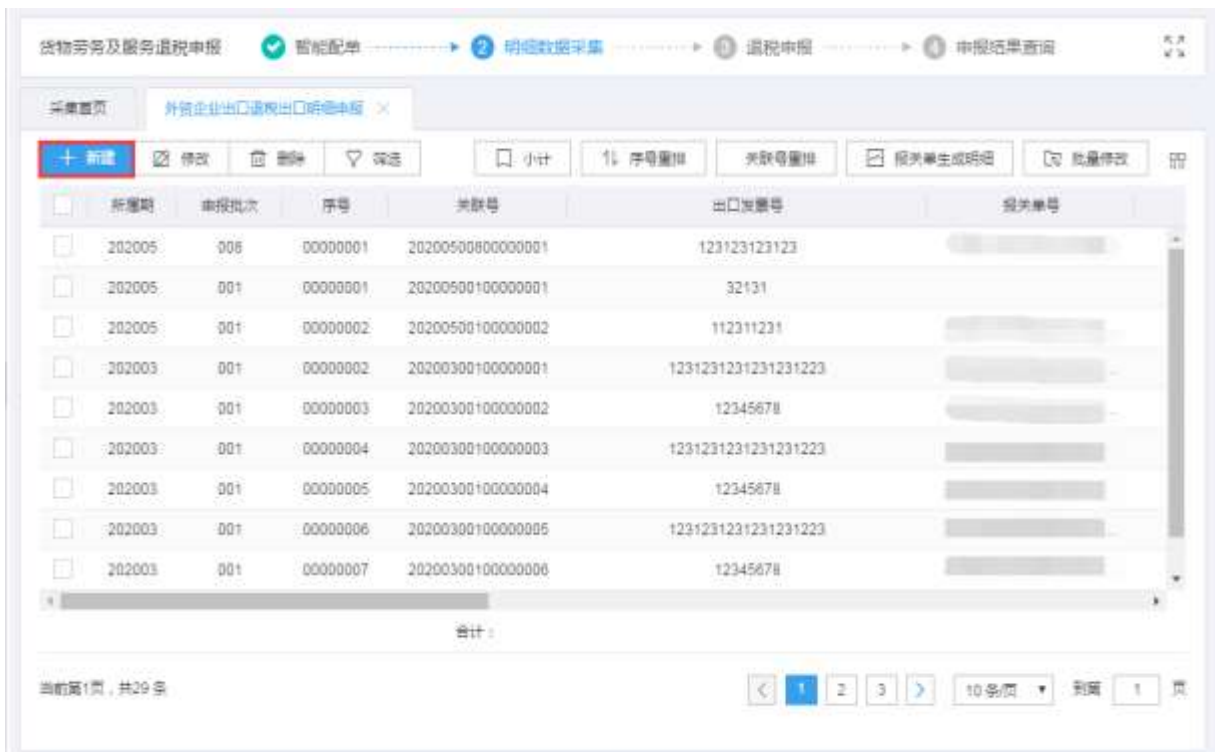 货物劳务及服务退税申报 智能配单 2 明细数据采集 3 退税申报 4 申报结果查询
采集首页 外贸企业出口退税出口明细申报
新建 修改 删除 筛选 小计 序号重排 关联号重排 报关单生成明细 批量修改
所属期 申报批次 序号 关联号 出口发票号 报关单号
202005 008 00000001 20200500800000001 123123123123
202005 001 00000001 20200500100000001 32131
202005 001 00000002 20200500100000002 112311231
202003 001 00000002 20200300100000001 1231231231231231223
202003 001 00000003 20200300100000002 12345678
202003 001 00000004 20200300100000003 1231231231231231223
202003 001 00000005 20200300100000004 12345678
202003 001 00000006 20200300100000005 1231231231231231223
202003 001 00000007 20200300100000006 12345678
合计：
当前第1页，共29条 1 2 3 10条/页 到第 1 页